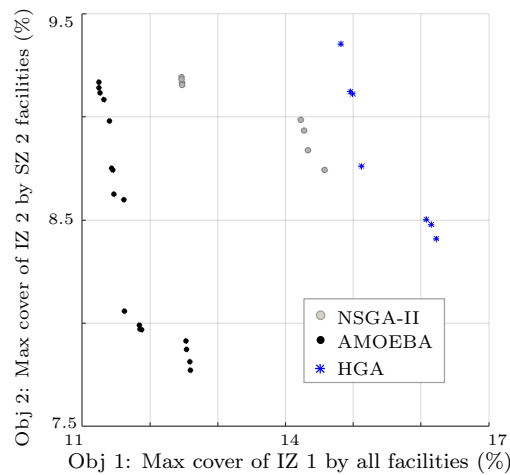 9.5
8.5
7.5
Obj 2: Max cover of IZ 2 by SZ 2 facilities (%)
NSGA-II
AMOEBA
HGA
11 14 17
Obj 1: Max cover of IZ 1 by all facilities (%)